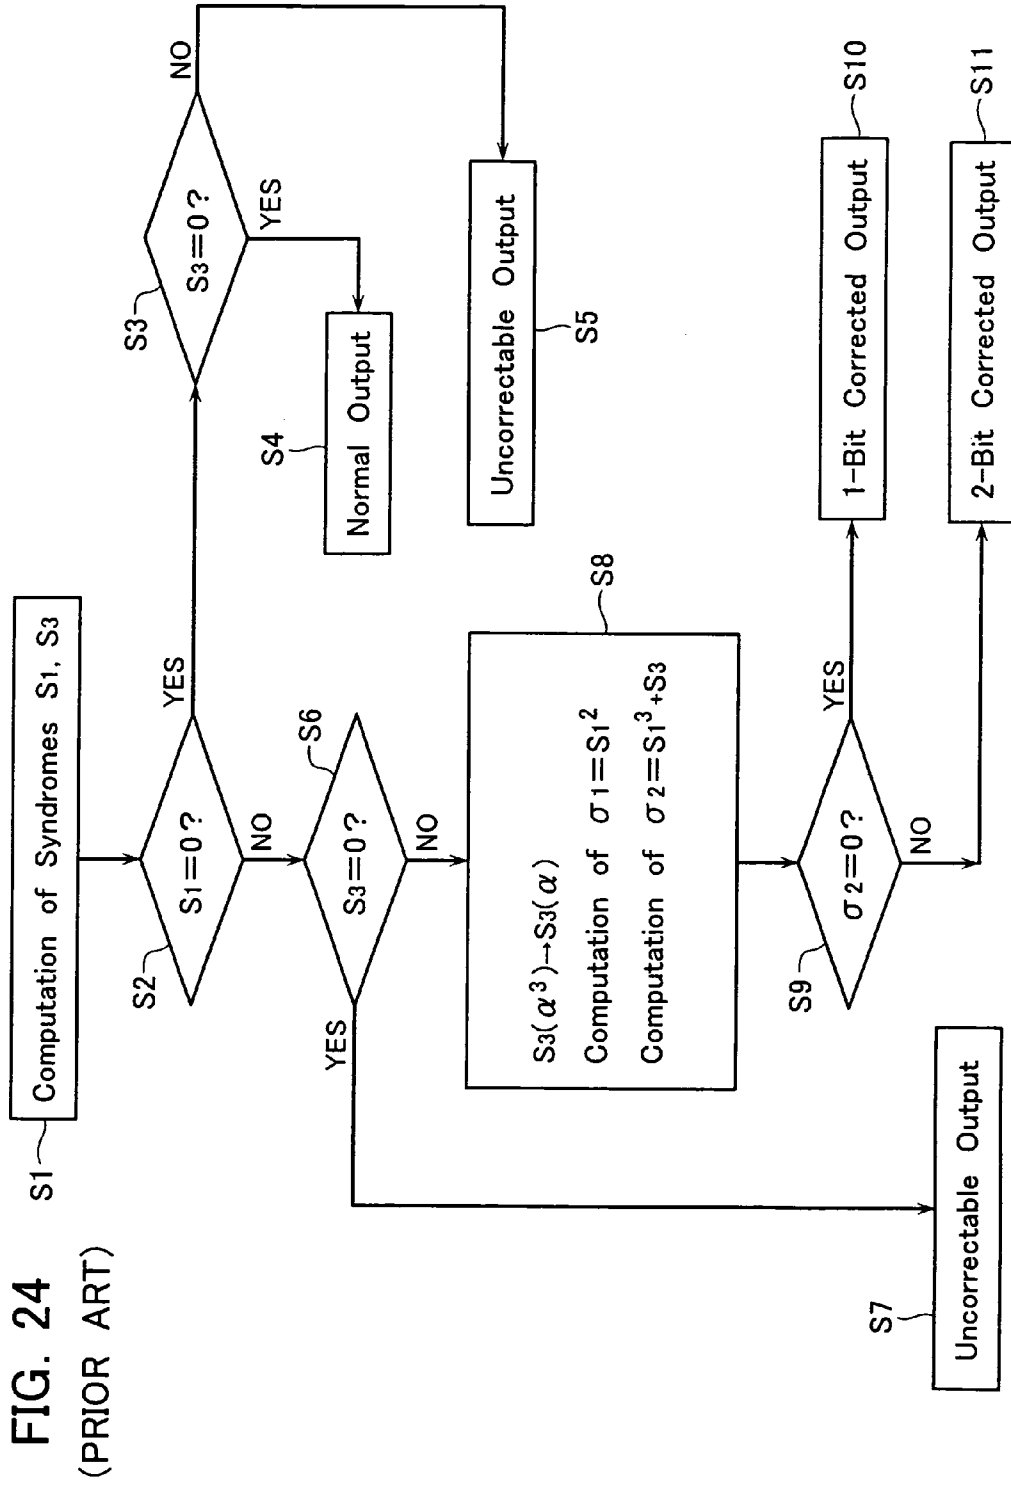 FIG. 24
(PRIOR ART)
S1
Computation of Syndromes S1, S3
S2
S1=0?
YES
NO
S3
S3=0?
NO
YES
S4
Normal Output
Uncorrectable Output
S5
S6
S3=0?
YES
NO
S7
Uncorrectable Output
S8
S3(α³)→S3(α)
Computation of σ1=S1²
Computation of σ2=S1³+S3
S9
σ2=0?
YES
NO
S10
1-Bit Corrected Output
S11
2-Bit Corrected Output